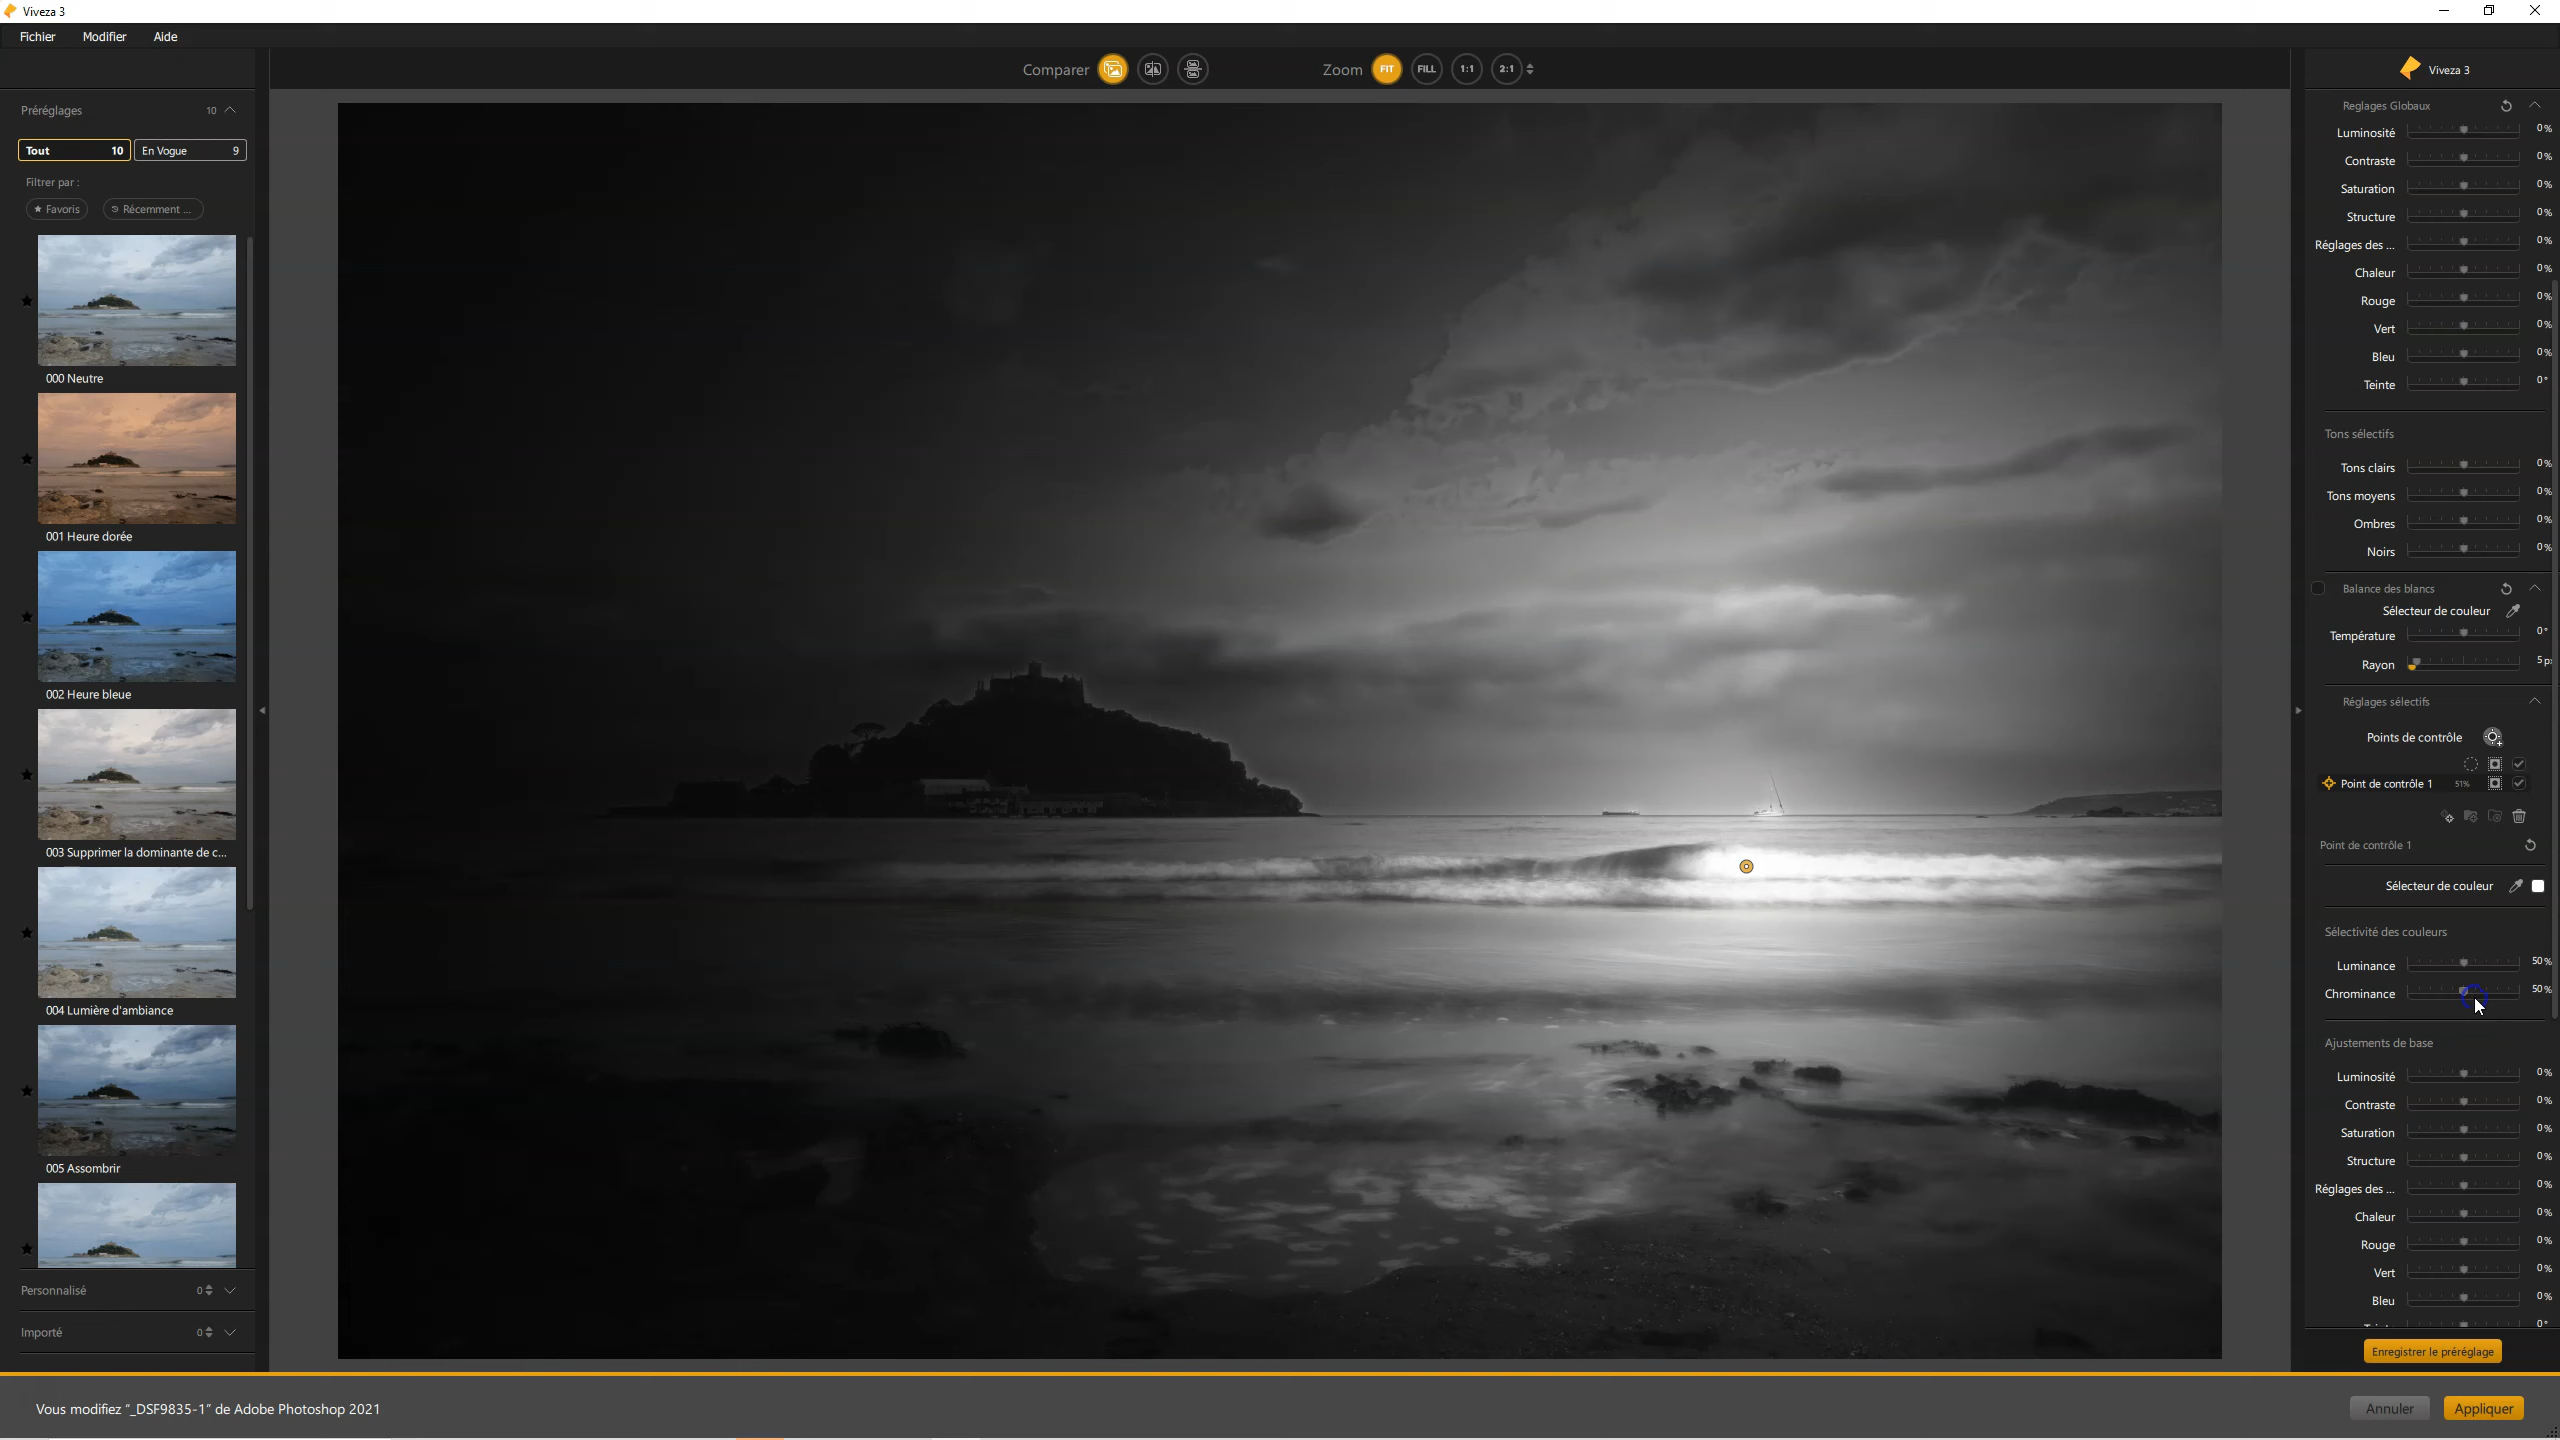 Viveza 3
Fichier Modifier Aide
Comparer Zoom FIT FILL 1:1 2:1
Viveza 3
Préréglages 10
Tout 10 En Vogue 9
Filtrer par :
Favoris Récemment ...
000 Neutre
001 Heure dorée
002 Heure bleue
003 Supprimer la dominante de c...
004 Lumière d'ambiance
005 Assombrir
Personnalisé 0
Importé 0
Reglages Globaux
Luminosité 0%
Contraste 0%
Saturation 0%
Structure 0%
Réglages des ... 0%
Chaleur 0%
Rouge 0%
Vert 0%
Bleu 0%
Teinte 0°
Tons sélectifs
Tons clairs 0%
Tons moyens 0%
Ombres 0%
Noirs 0%
Balance des blancs
Sélecteur de couleur
Température 0°
Rayon 5 p
Réglages sélectifs
Points de contrôle
Point de contrôle 1 51%
Point de contrôle 1
Sélecteur de couleur
Sélectivité des couleurs
Luminance 50%
Chrominance 50%
Ajustements de base
Luminosité 0%
Contraste 0%
Saturation 0%
Structure 0%
Réglages des ... 0%
Chaleur 0%
Rouge 0%
Vert 0%
Bleu 0%
0°
Enregistrer le préréglage
Vous modifiez "_DSF9835-1" de Adobe Photoshop 2021
Annuler Appliquer